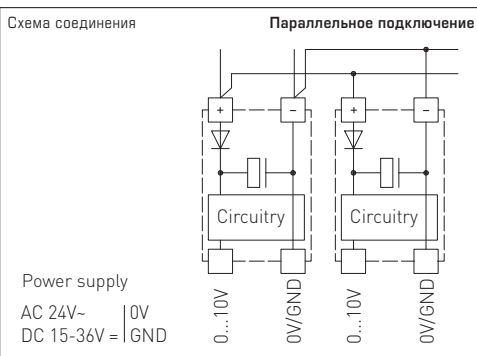 Схема соединения
Параллельное подключение
+ – + –
Circuitry Circuitry
Power supply
AC 24V~ | 0V
DC 15-36V = | GND
0...10V
0V/GND
0...10V
0V/GND